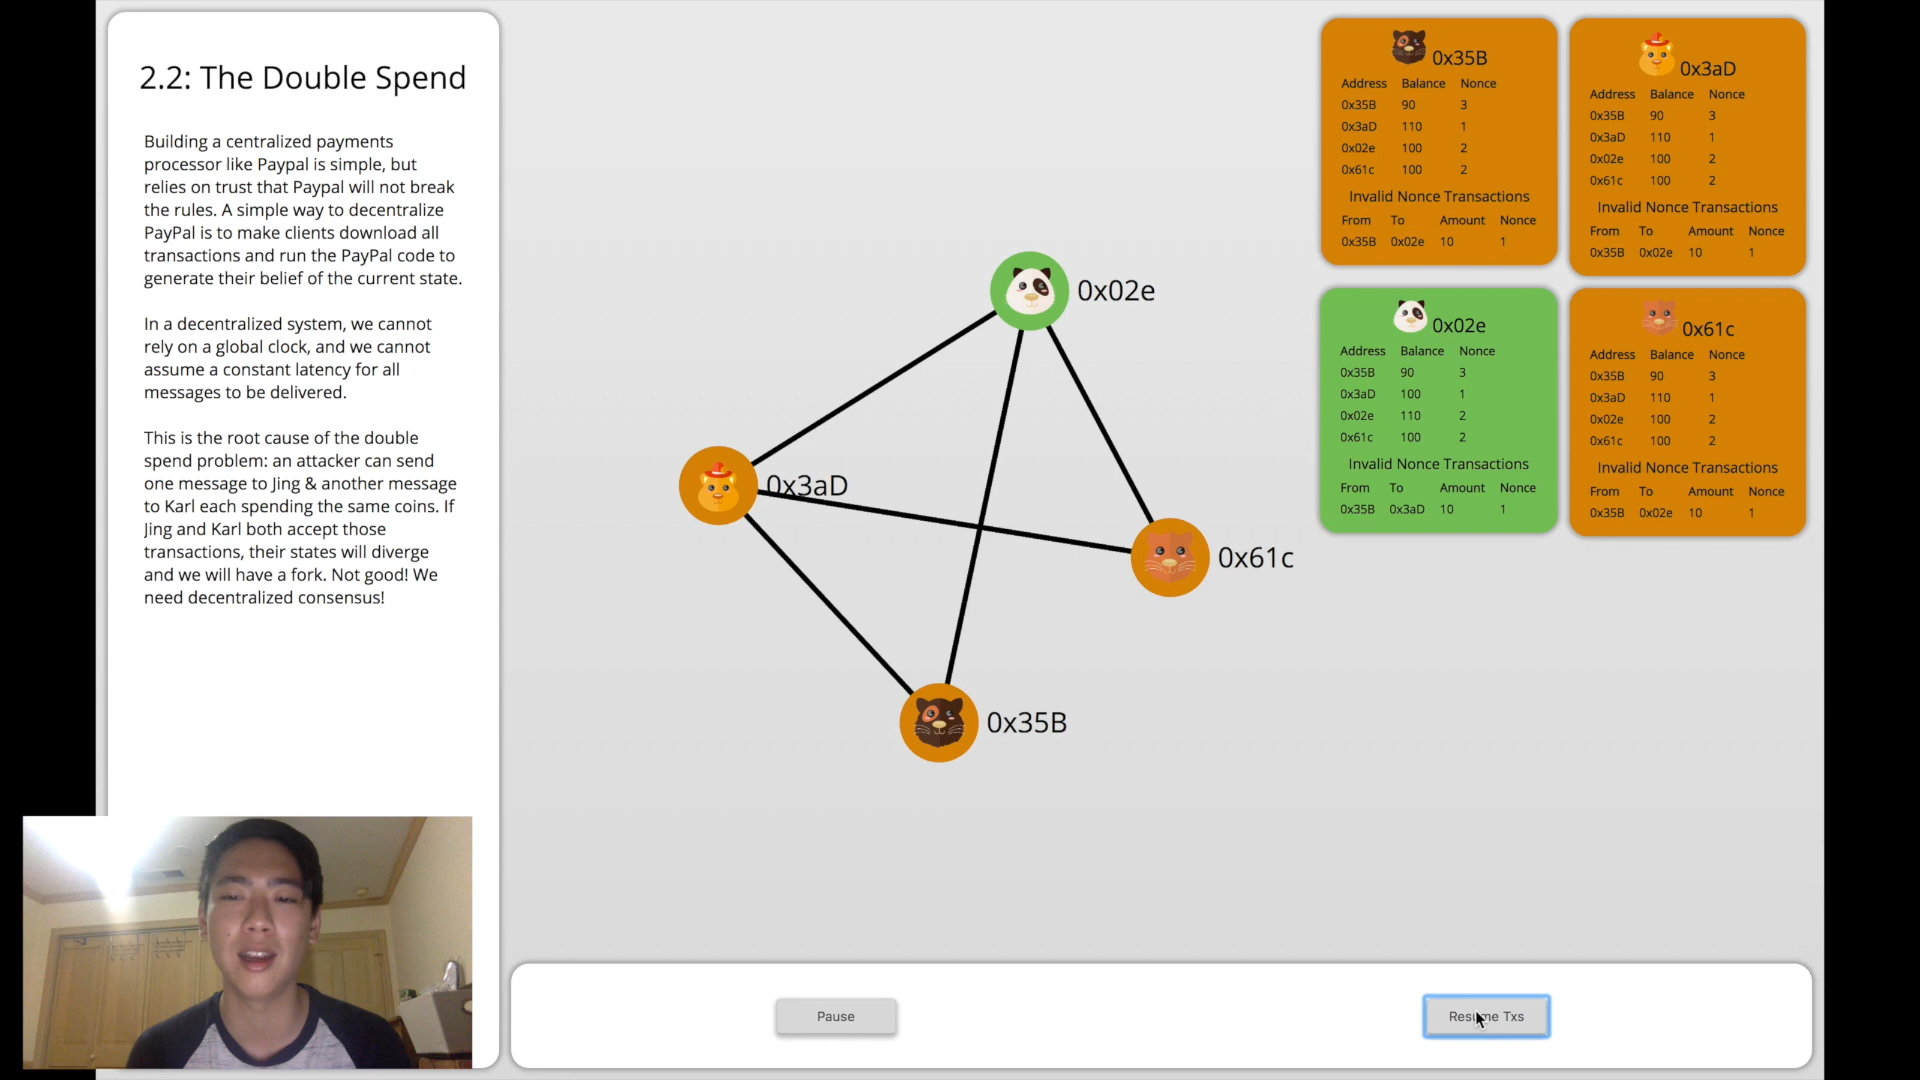 2.2: The Double Spend
Building a centralized payments
processor like Paypal is simple, but
relies on trust that Paypal will not break
the rules. A simple way to decentralize
PayPal is to make clients download all
transactions and run the PayPal code to
generate their belief of the current state.
In a decentralized system, we cannot
rely on a global clock, and we cannot
assume a constant latency for all
messages to be delivered.
This is the root cause of the double
spend problem: an attacker can send
one message to Jing & another message
to Karl each spending the same coins. If
Jing and Karl both accept those
transactions, their states will diverge
and we will have a fork. Not good! We
need decentralized consensus!
0x02e
0x3aD
0x61c
0x35B
0x35B
Address Balance Nonce
0x35B 90 3
0x3aD 110 1
0x02e 100 2
0x61c 100 2
Invalid Nonce Transactions
From To Amount Nonce
0x35B 0x02e 10 1
0x3aD
Address Balance Nonce
0x35B 90 3
0x3aD 110 1
0x02e 100 2
0x61c 100 2
Invalid Nonce Transactions
From To Amount Nonce
0x35B 0x02e 10 1
0x02e
Address Balance Nonce
0x35B 90 3
0x3aD 100 1
0x02e 110 2
0x61c 100 2
Invalid Nonce Transactions
From To Amount Nonce
0x35B 0x3aD 10 1
0x61c
Address Balance Nonce
0x35B 90 3
0x3aD 110 1
0x02e 100 2
0x61c 100 2
Invalid Nonce Transactions
From To Amount Nonce
0x35B 0x02e 10 1
Pause
Resume Txs